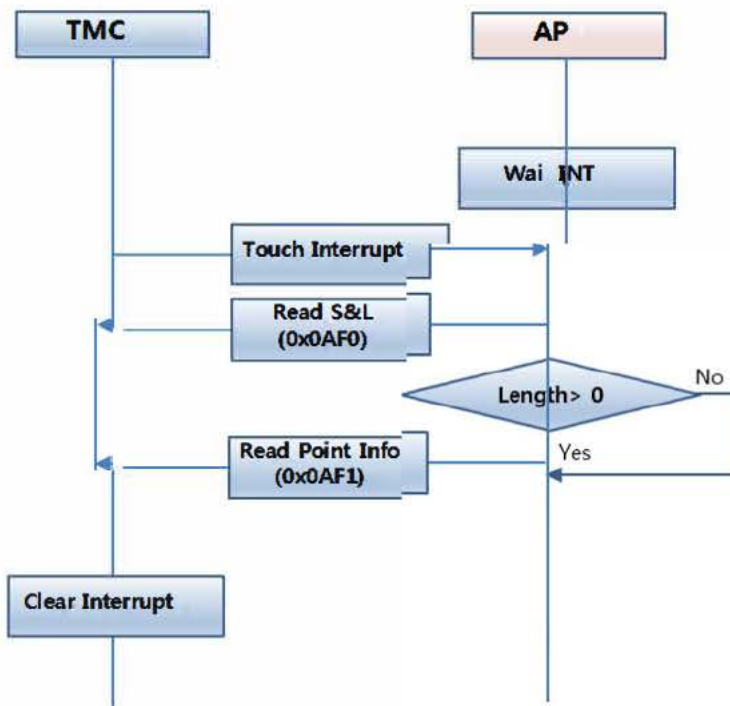 TMC
AP
Wai INT
Touch Interrupt
Read S&L
(0x0AF0)
Length> 0
No
Read Point Info
(0x0AF1)
Yes
Clear Interrupt